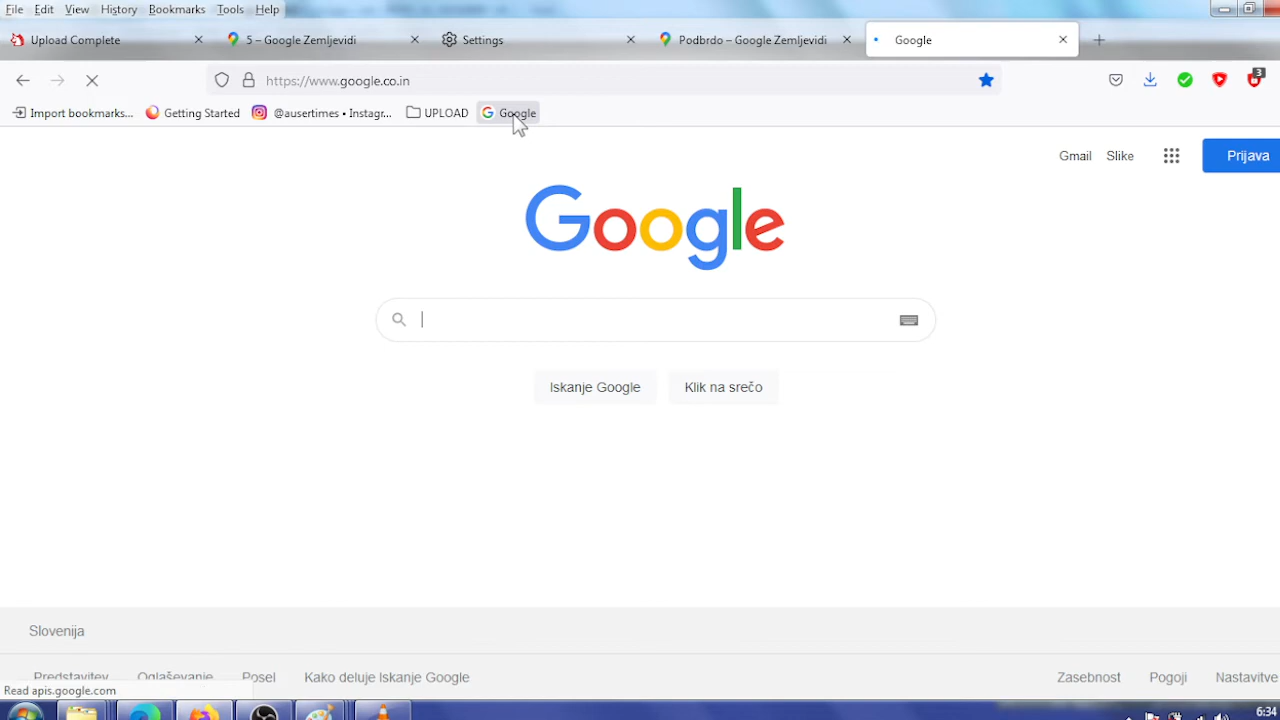 File Edit View History Bookmarks Tools Help
Upload Complete 5 – Google Zemljevidi Settings Podbrdo – Google Zemljevidi Google
https://www.google.co.in
3
Import bookmarks... Getting Started @ausertimes • Instagr... UPLOAD Google
Gmail Slike Prijava
Google
Iskanje Google Klik na srečo
Slovenija
Predstavitev Oglaševanje Posel Kako deluje Iskanje Google Zasebnost Pogoji Nastavitve
Read apis.google.com
6:34